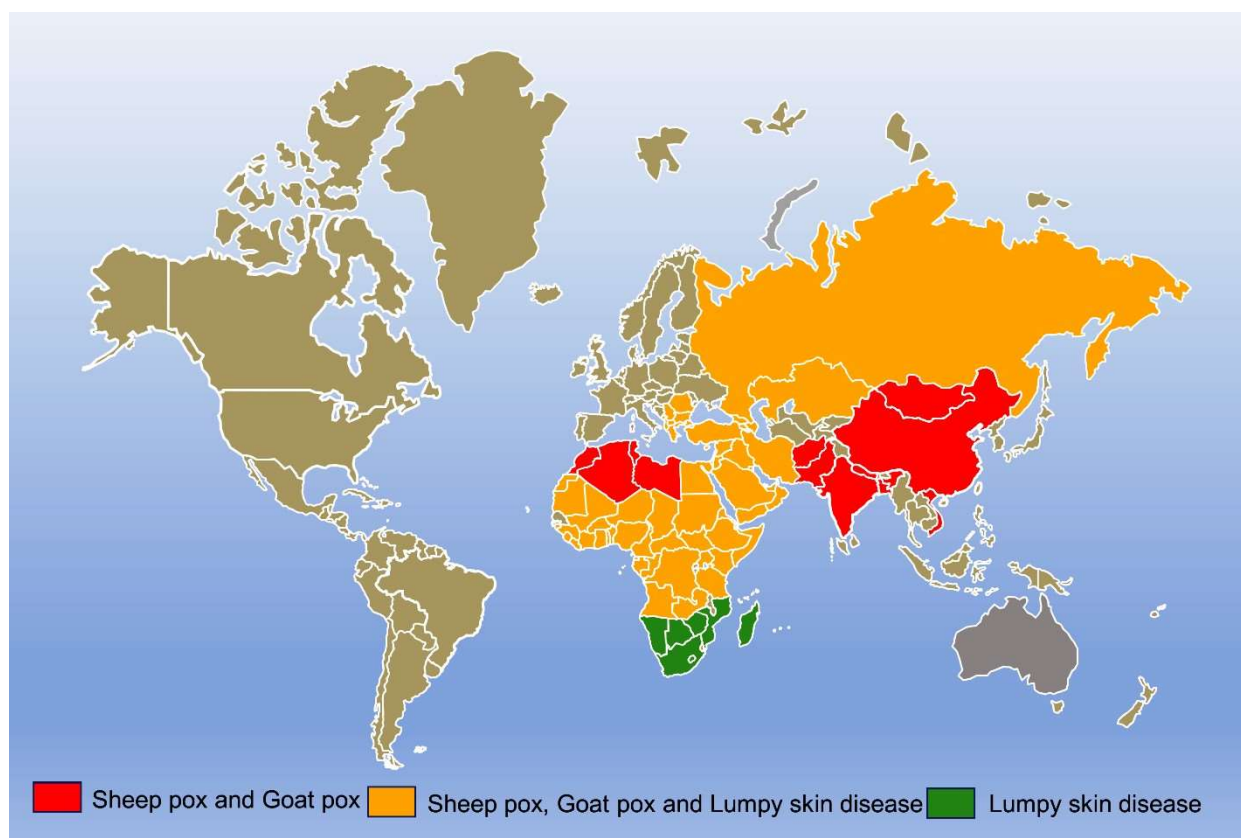 Sheep pox and Goat pox
Sheep pox, Goat pox and Lumpy skin disease
Lumpy skin disease